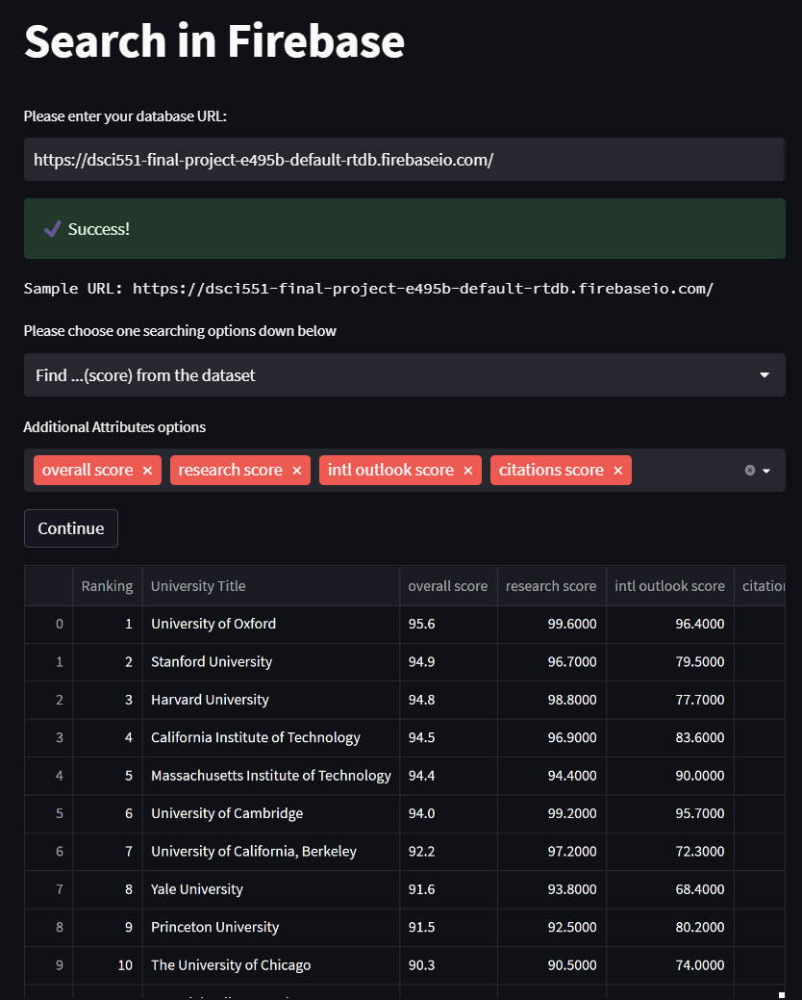 Search in Firebase
Please enter your database URL:
https://dsci551-final-project-e495b-default-rtdb.firebaseio.com/
Success!
Sample URL: https://dsci551-final-project-e495b-default-rtdb.firebaseio.com/
Please choose one searching options down below
Find ...(score) from the dataset
Additional Attributes options
overall score × research score × intl outlook score × citations score ×
Continue
Ranking University Title overall score research score intl outlook score citation
0 1 University of Oxford 95.6 99.6000 96.4000
1 2 Stanford University 94.9 96.7000 79.5000
2 3 Harvard University 94.8 98.8000 77.7000
3 4 California Institute of Technology 94.5 96.9000 83.6000
4 5 Massachusetts Institute of Technology 94.4 94.4000 90.0000
5 6 University of Cambridge 94.0 99.2000 95.7000
6 7 University of California, Berkeley 92.2 97.2000 72.3000
7 8 Yale University 91.6 93.8000 68.4000
8 9 Princeton University 91.5 92.5000 80.2000
9 10 The University of Chicago 90.3 90.5000 74.0000